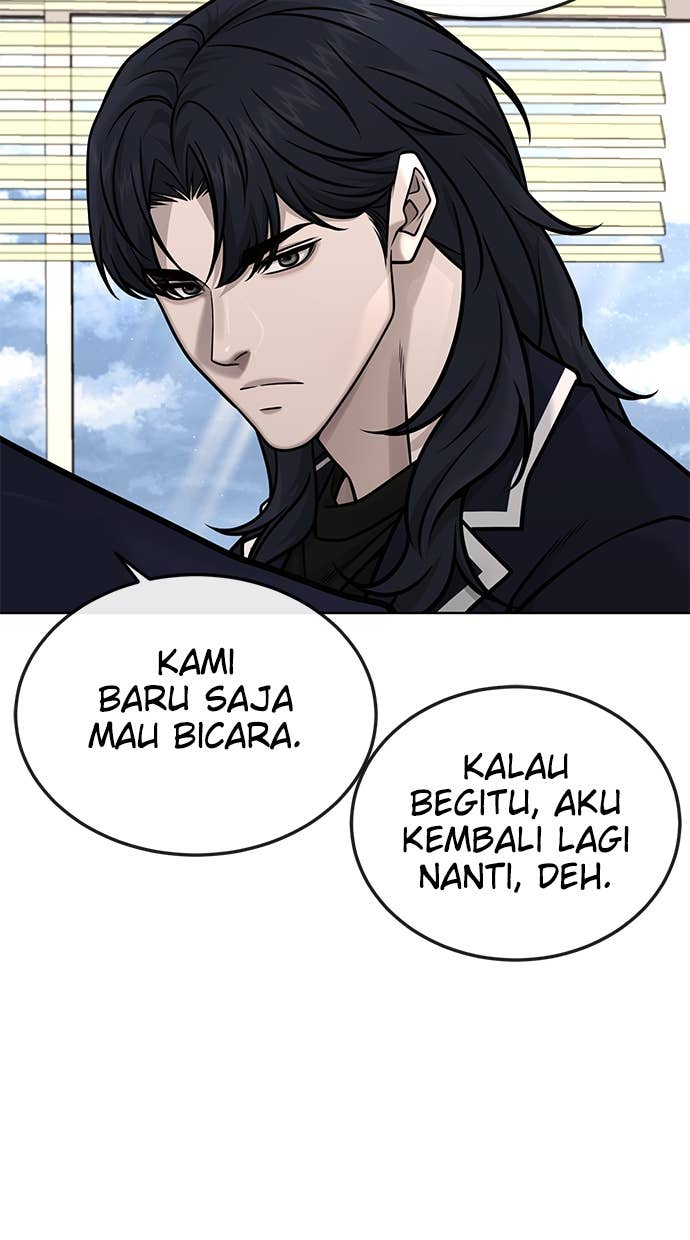 KAMI
BARU SAJA
MAU BICARA.
KALAU
BEGITU, AKU
KEMBALI LAGI
NANTI, DEH.